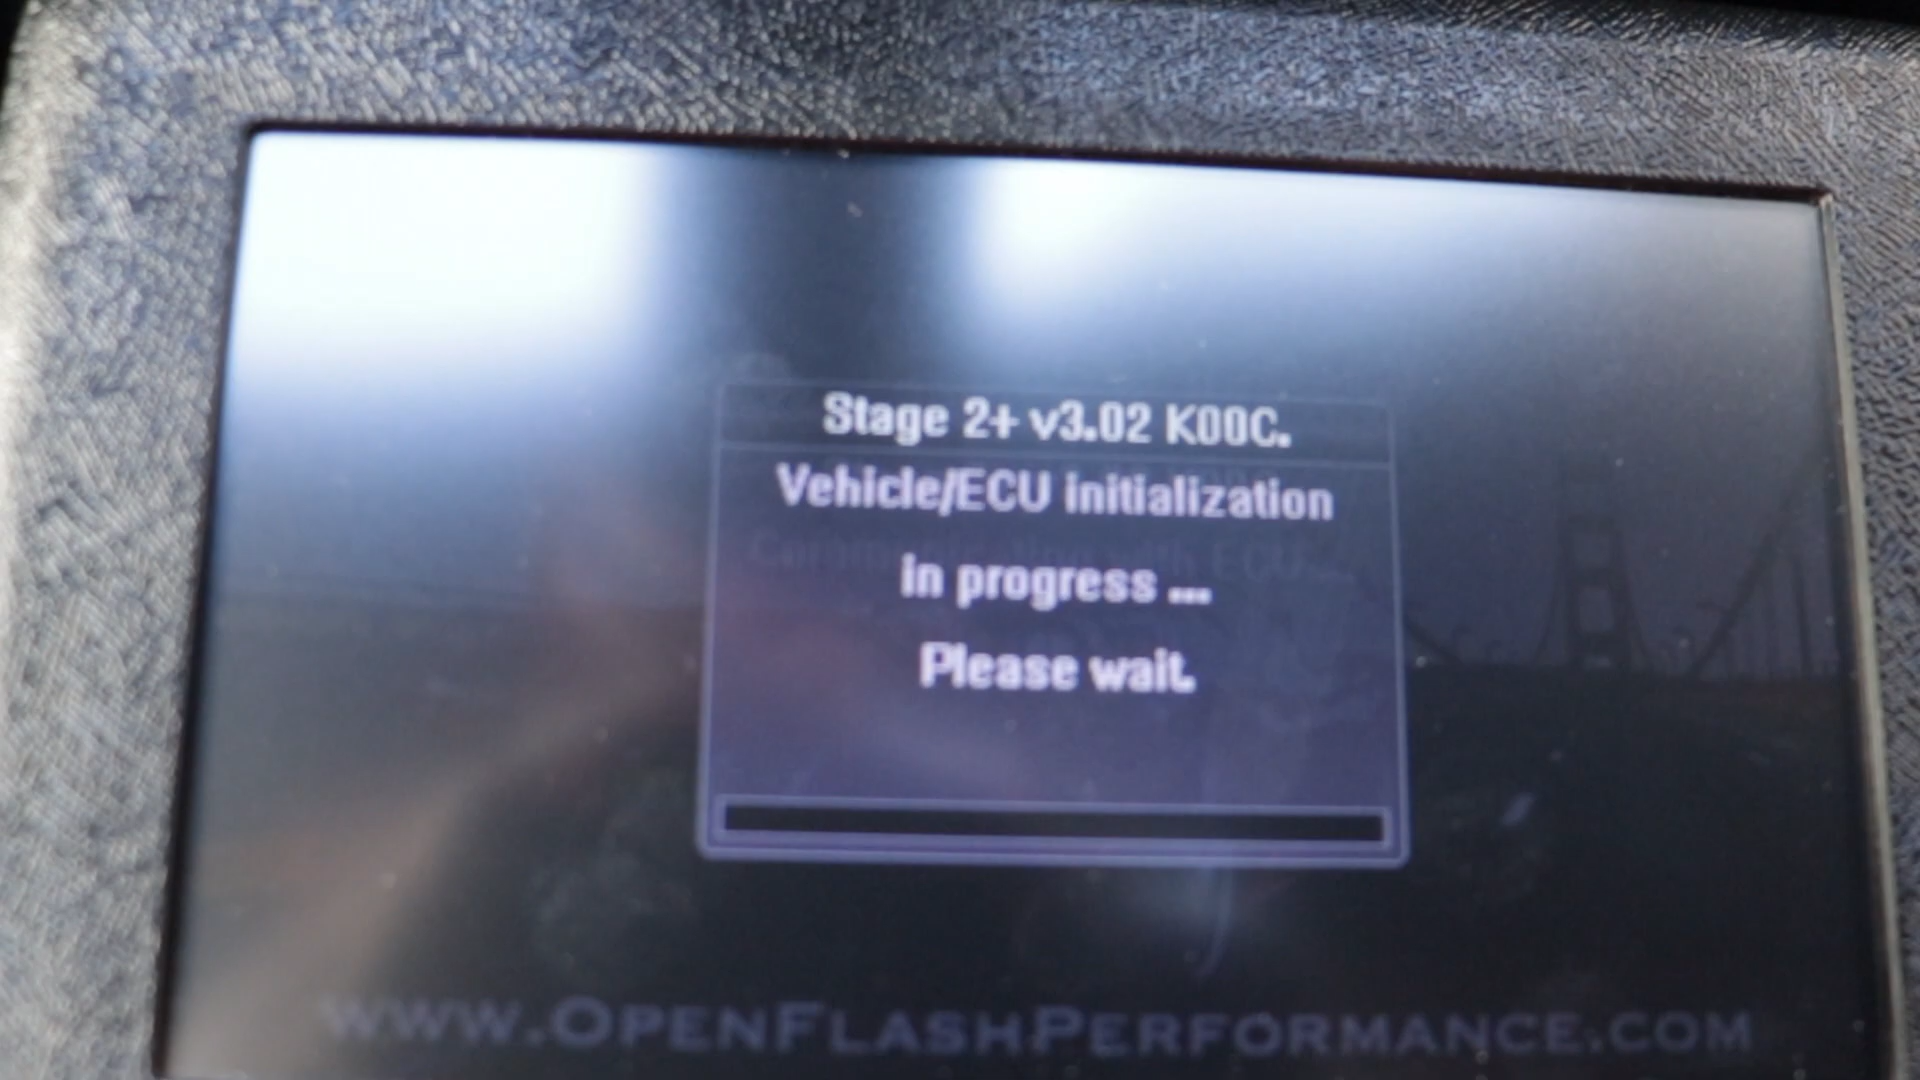 Stage 2+ v3.02 K00C.
Vehicle/ECU initialization
in progress ...
Please wait.
www.OpenFlashPerformance.com